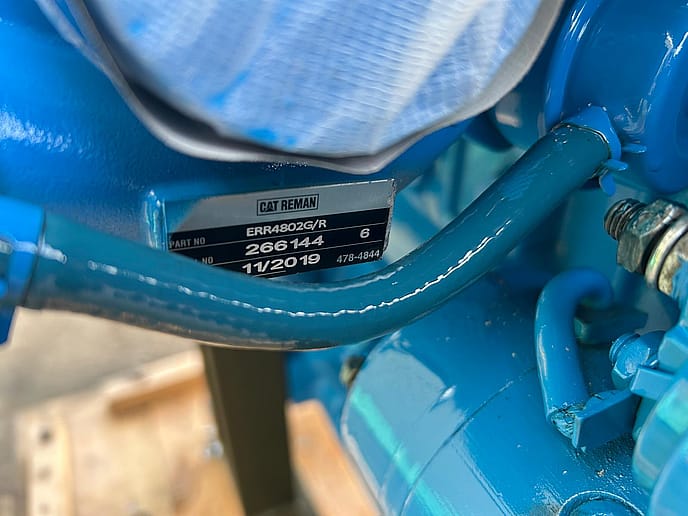 CAT REMAN
PART NO ERR4802G/R
NO 266144 6
11/2019 478-4844